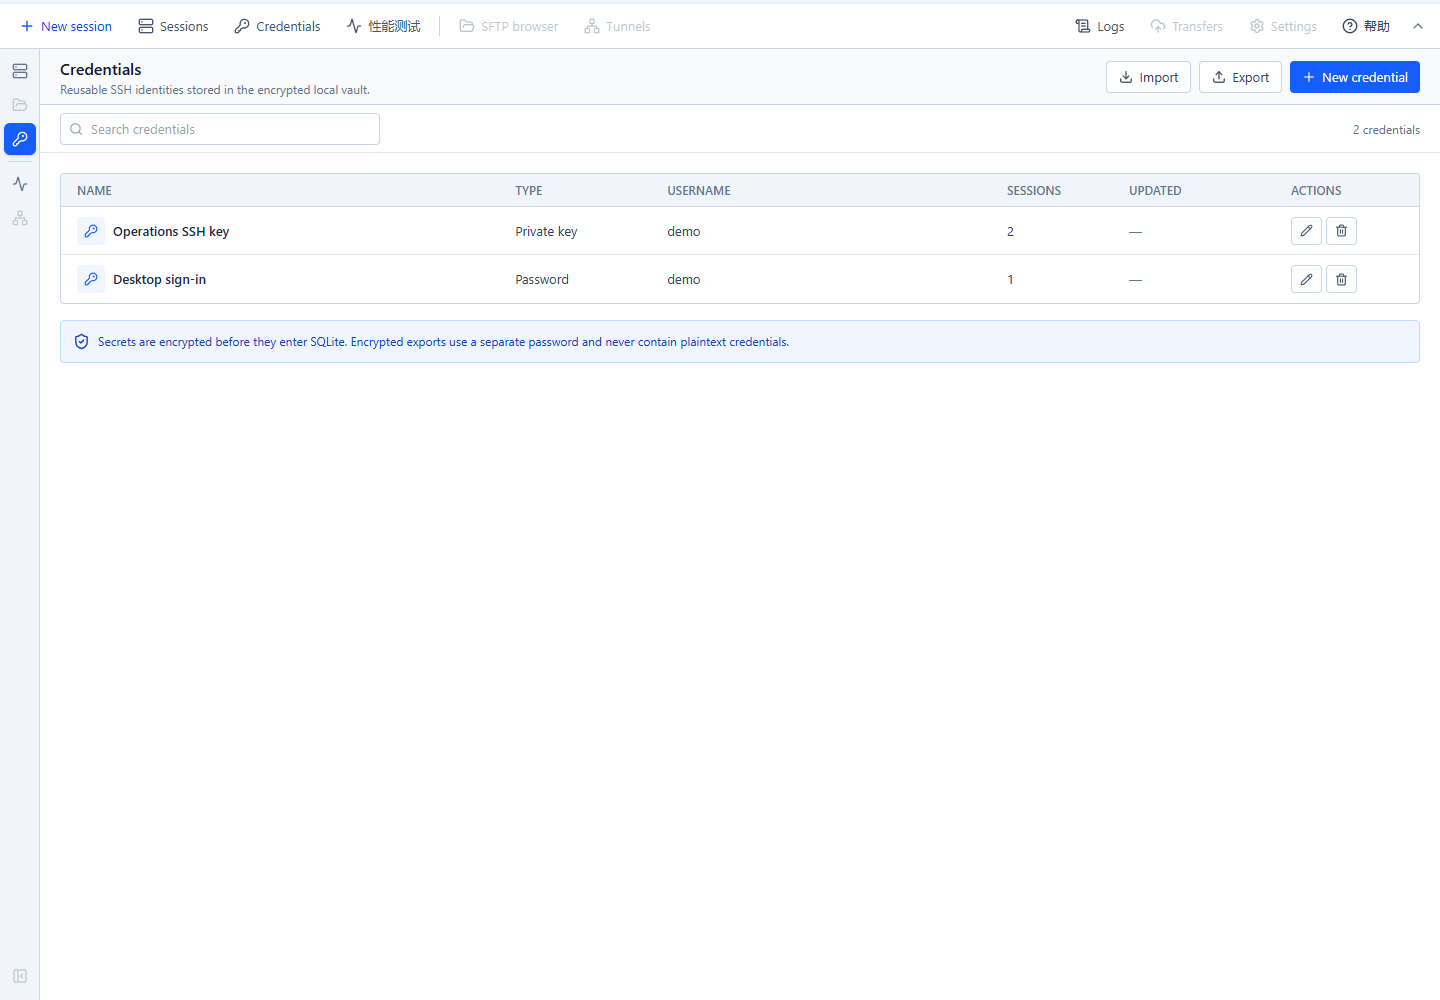 New session Sessions Credentials 性能测试 SFTP browser Tunnels Logs Transfers Settings 帮助
Credentials
Reusable SSH identities stored in the encrypted local vault.
Import Export New credential
Search credentials
2 credentials
NAME TYPE USERNAME SESSIONS UPDATED ACTIONS
Operations SSH key Private key demo 2 —
Desktop sign-in Password demo 1 —
Secrets are encrypted before they enter SQLite. Encrypted exports use a separate password and never contain plaintext credentials.